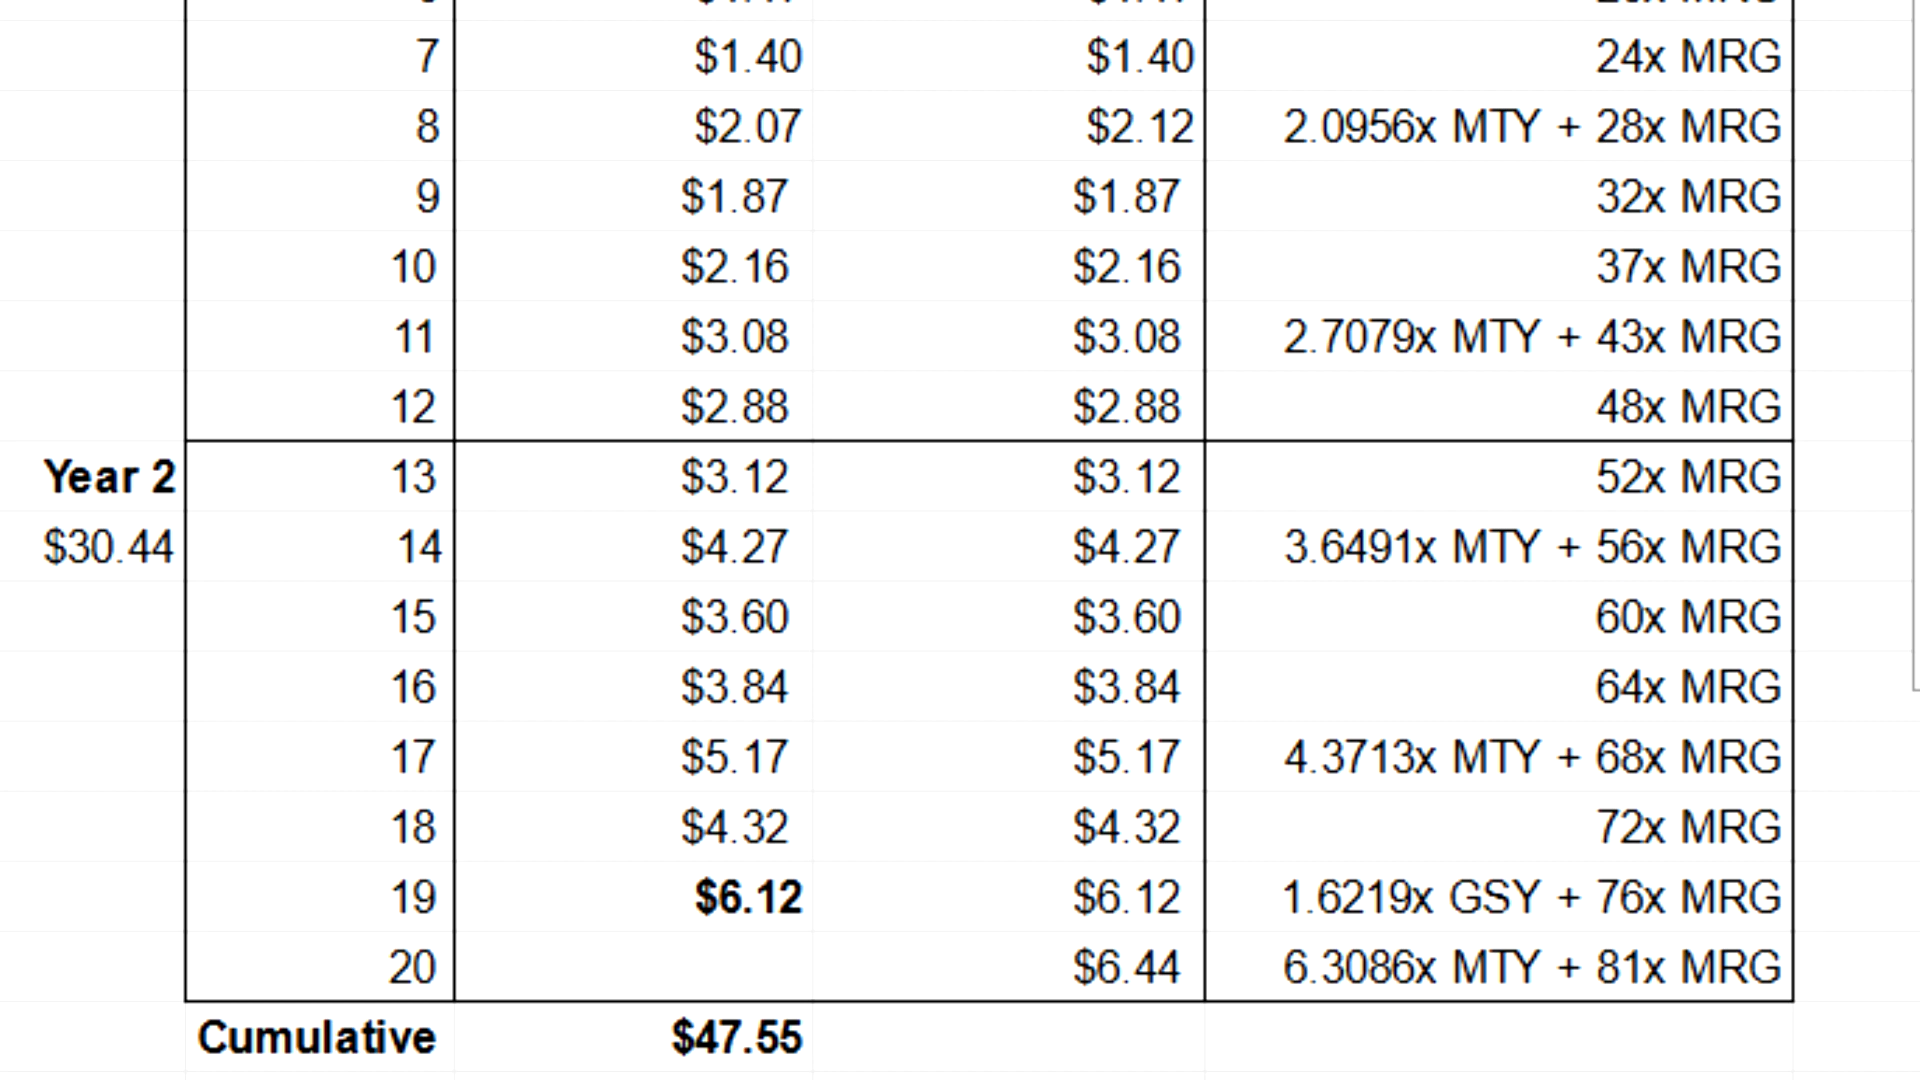 7 $1.40 $1.40 24x MRG
8 $2.07 $2.12 2.0956x MTY + 28x MRG
9 $1.87 $1.87 32x MRG
10 $2.16 $2.16 37x MRG
11 $3.08 $3.08 2.7079x MTY + 43x MRG
12 $2.88 $2.88 48x MRG
Year 2 13 $3.12 $3.12 52x MRG
$30.44 14 $4.27 $4.27 3.6491x MTY + 56x MRG
15 $3.60 $3.60 60x MRG
16 $3.84 $3.84 64x MRG
17 $5.17 $5.17 4.3713x MTY + 68x MRG
18 $4.32 $4.32 72x MRG
19 $6.12 $6.12 1.6219x GSY + 76x MRG
20 $6.44 6.3086x MTY + 81x MRG
Cumulative $47.55